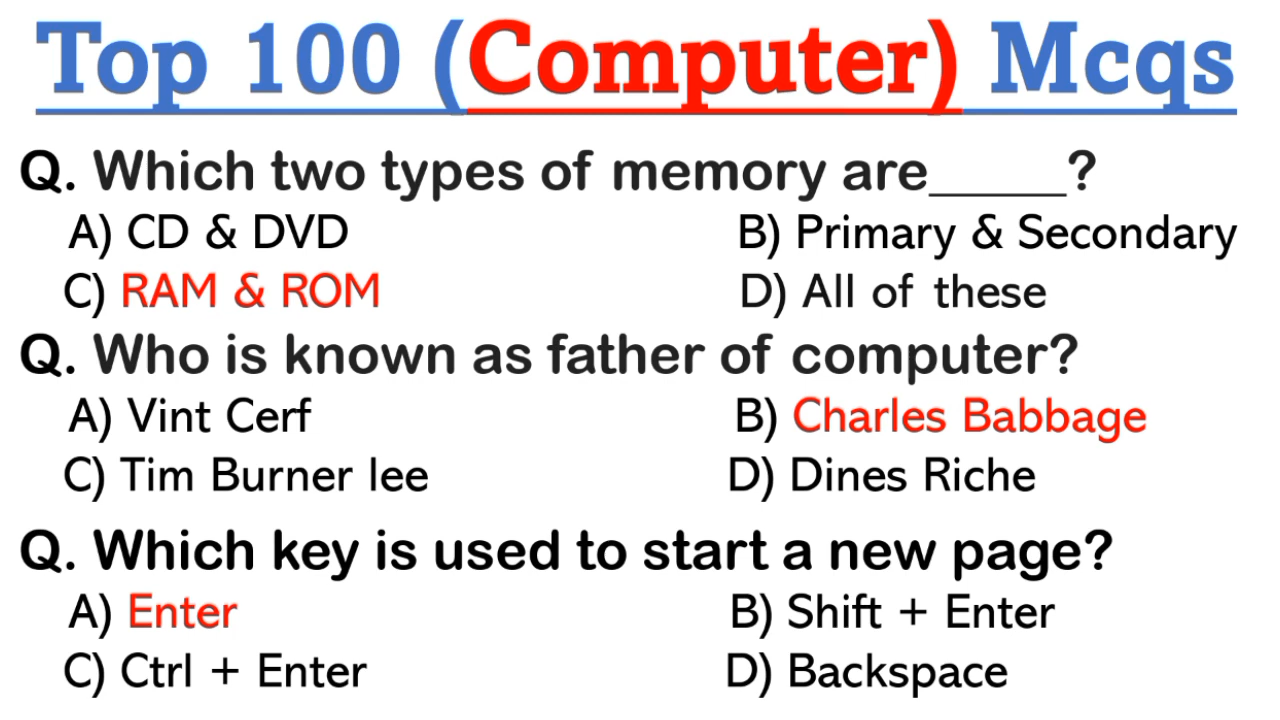 Top 100 (Computer) Mcqs
Q. Which two types of memory are_____?
A) CD & DVD B) Primary & Secondary
C) RAM & ROM D) All of these
Q. Who is known as father of computer?
A) Vint Cerf B) Charles Babbage
C) Tim Burner lee D) Dines Riche
Q. Which key is used to start a new page?
A) Enter B) Shift + Enter
C) Ctrl + Enter D) Backspace